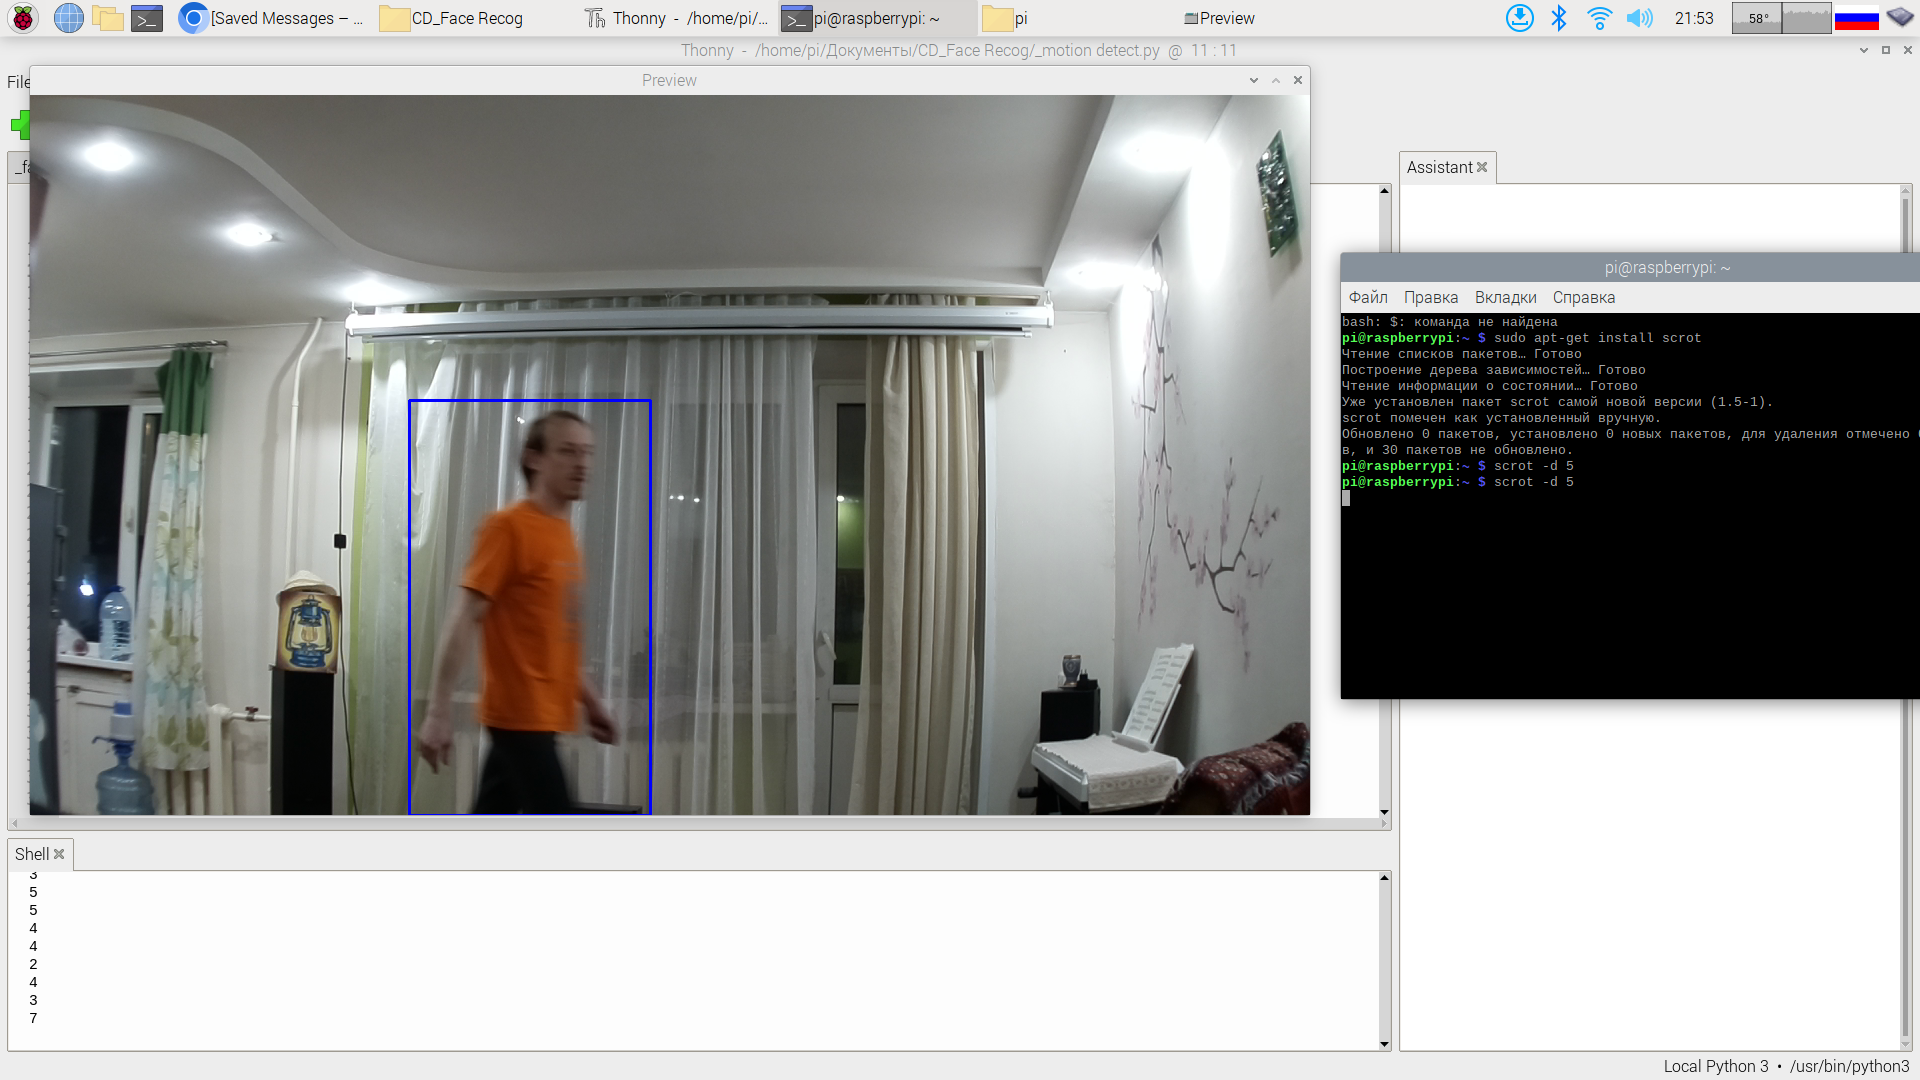 [Saved Messages – ...
CD_Face Recog
Thonny - /home/pi/...
pi@raspberrypi: ~
pi
Preview
21:53
58°
Thonny - /home/pi/Документы/CD_Face Recog/_motion detect.py @ 11 : 11
File
Preview
_fa
Assistant
pi@raspberrypi: ~
Файл Правка Вкладки Справка
bash: $: команда не найдена
pi@raspberrypi:~ $ sudo apt-get install scrot
Чтение списков пакетов… Готово
Построение дерева зависимостей… Готово
Чтение информации о состоянии… Готово
Уже установлен пакет scrot самой новой версии (1.5-1).
scrot помечен как установленный вручную.
Обновлено 0 пакетов, установлено 0 новых пакетов, для удаления отмечено
в, и 30 пакетов не обновлено.
pi@raspberrypi:~ $ scrot -d 5
pi@raspberrypi:~ $ scrot -d 5
Shell
3
5
5
4
4
2
4
3
7
Local Python 3 • /usr/bin/python3